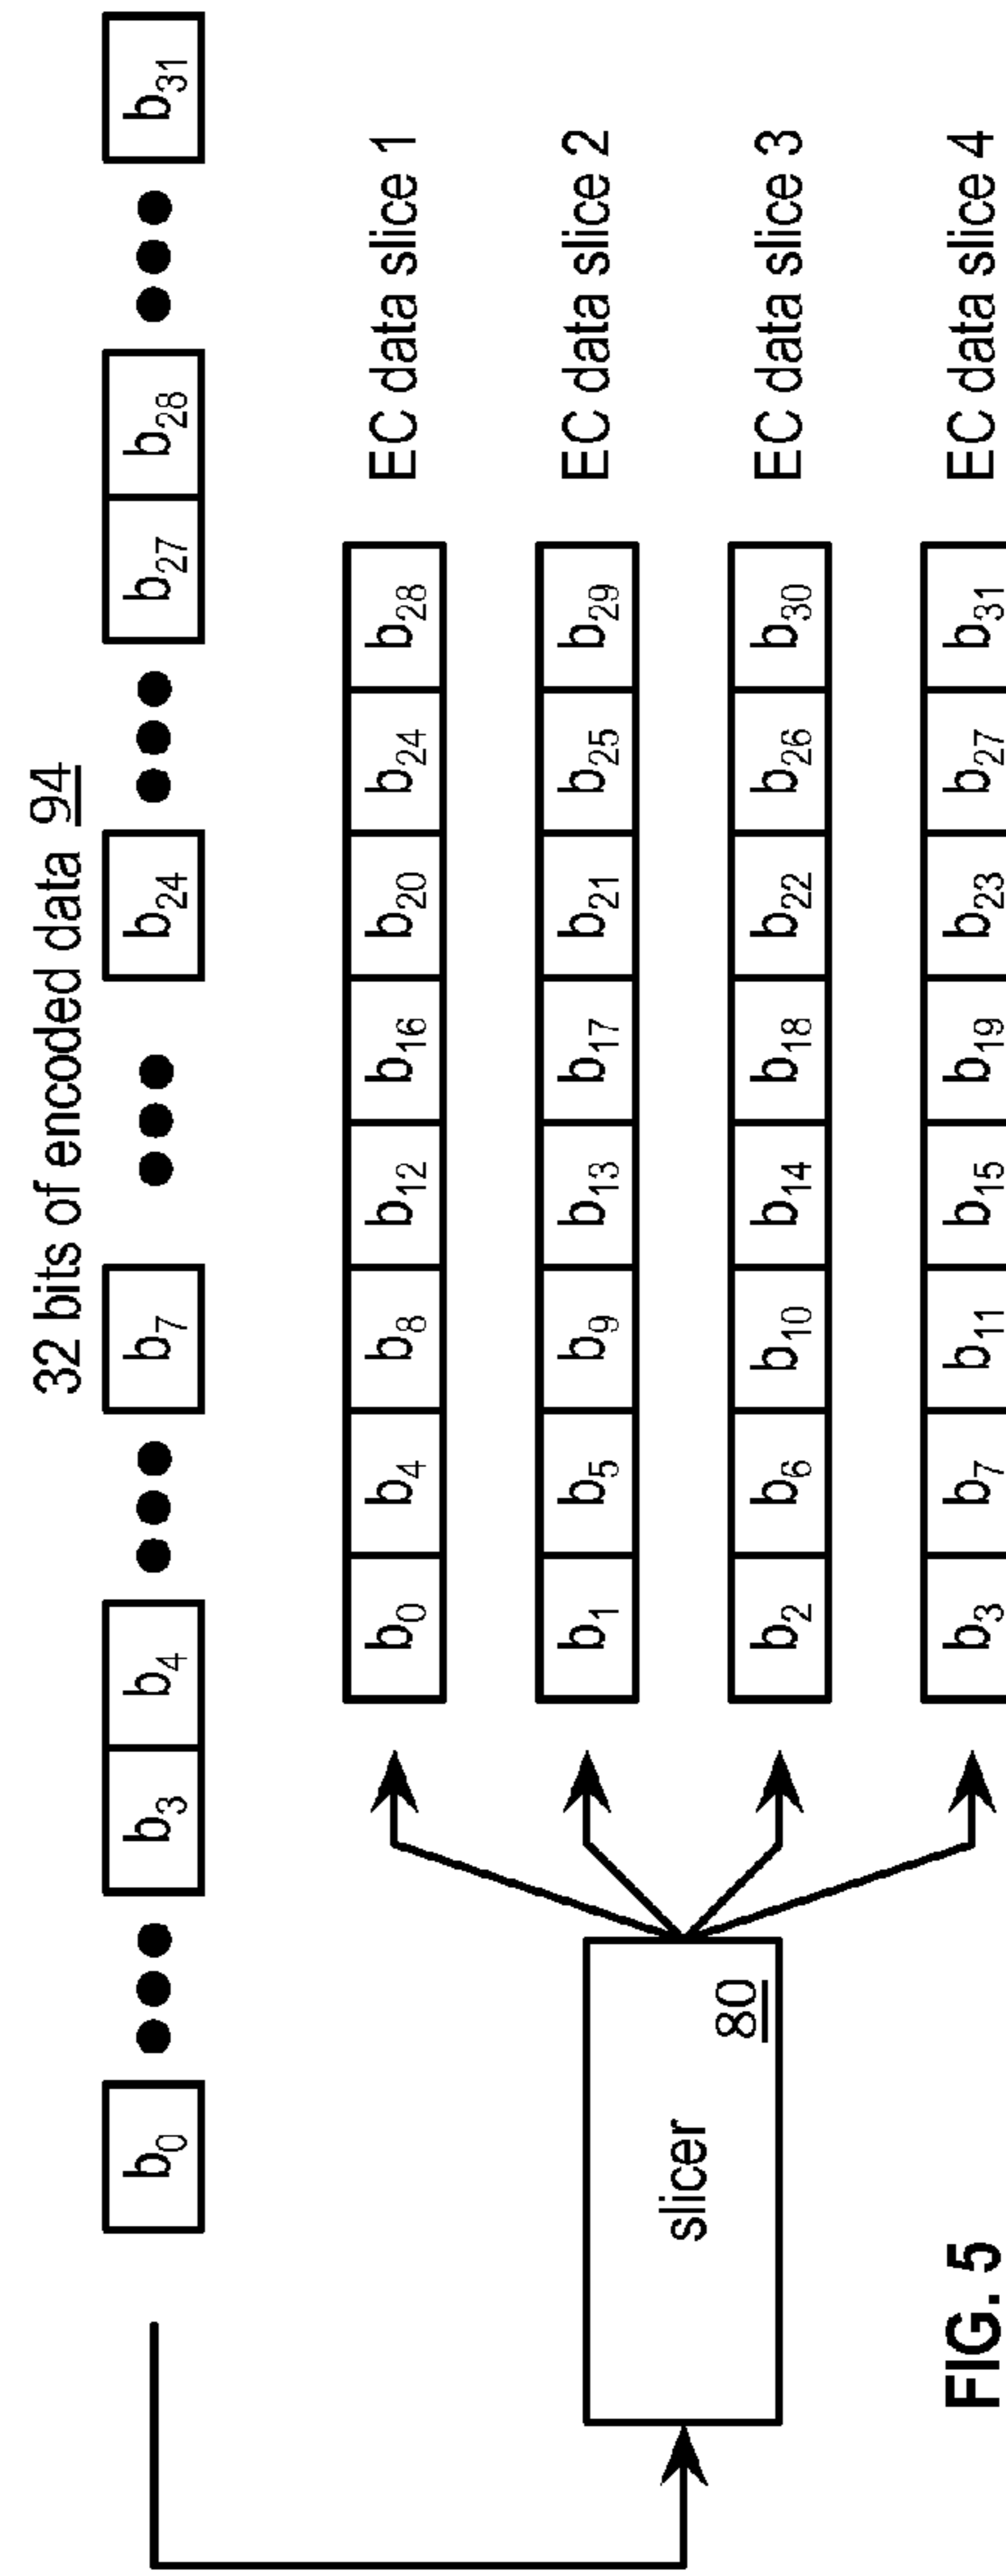 32 bits of encoded data 94
b0 ••• b3 b4 ••• b7 ••• b24 ••• b27 b28 ••• b31
b0 b4 b8 b12 b16 b20 b24 b28 EC data slice 1
b1 b5 b9 b13 b17 b21 b25 b29 EC data slice 2
slicer 80
b2 b6 b10 b14 b18 b22 b26 b30 EC data slice 3
b3 b7 b11 b15 b19 b23 b27 b31 EC data slice 4
FIG. 5